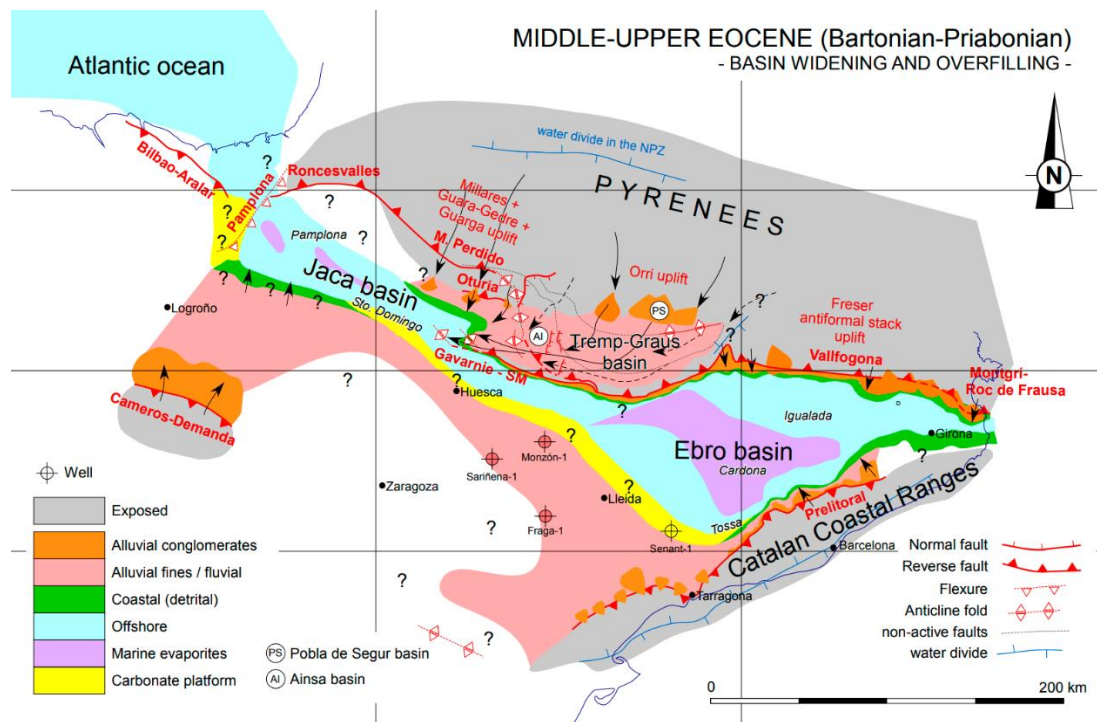 MIDDLE-UPPER EOCENE (Bartonian-Priabonian)
- BASIN WIDENING AND OVERFILLING -
Atlantic ocean
N
water divide in the NPZ
PYRENEES
Bilbao-Aralar
?
Roncesvalles
Pamplona
?
?
?
?
Pamplona
?
Millares +
Guara-Gedre +
Guarga uplift
M. Perdido
?
Oturia
Orri uplift
PS
?
?
Freser
antiformal stack
uplift
Vallfogona
Montgrí-
Roc de Frausa
Jaca basin
Sto. Domingo
?
?
AI
Tremp-Graus
basin
Gavarnie - SM
Logroño
?
?
Huesca
?
?
Cameros-Demanda
Igualada
Girona
?
Ebro basin
Cardona
Monzón-1
Sariñena-1
Zaragoza
?
Lleida
Fraga-1
?
Senant-1
Tossa
Prelitoral
Catalan Coastal Ranges
Barcelona
Tarragona
?
?
Well
Exposed
Alluvial conglomerates
Alluvial fines / fluvial
Coastal (detrital)
Offshore
Marine evaporites
Carbonate platform
PS Pobla de Segur basin
AI Ainsa basin
Normal fault
Reverse fault
Flexure
Anticline fold
non-active faults
water divide
0 200 km